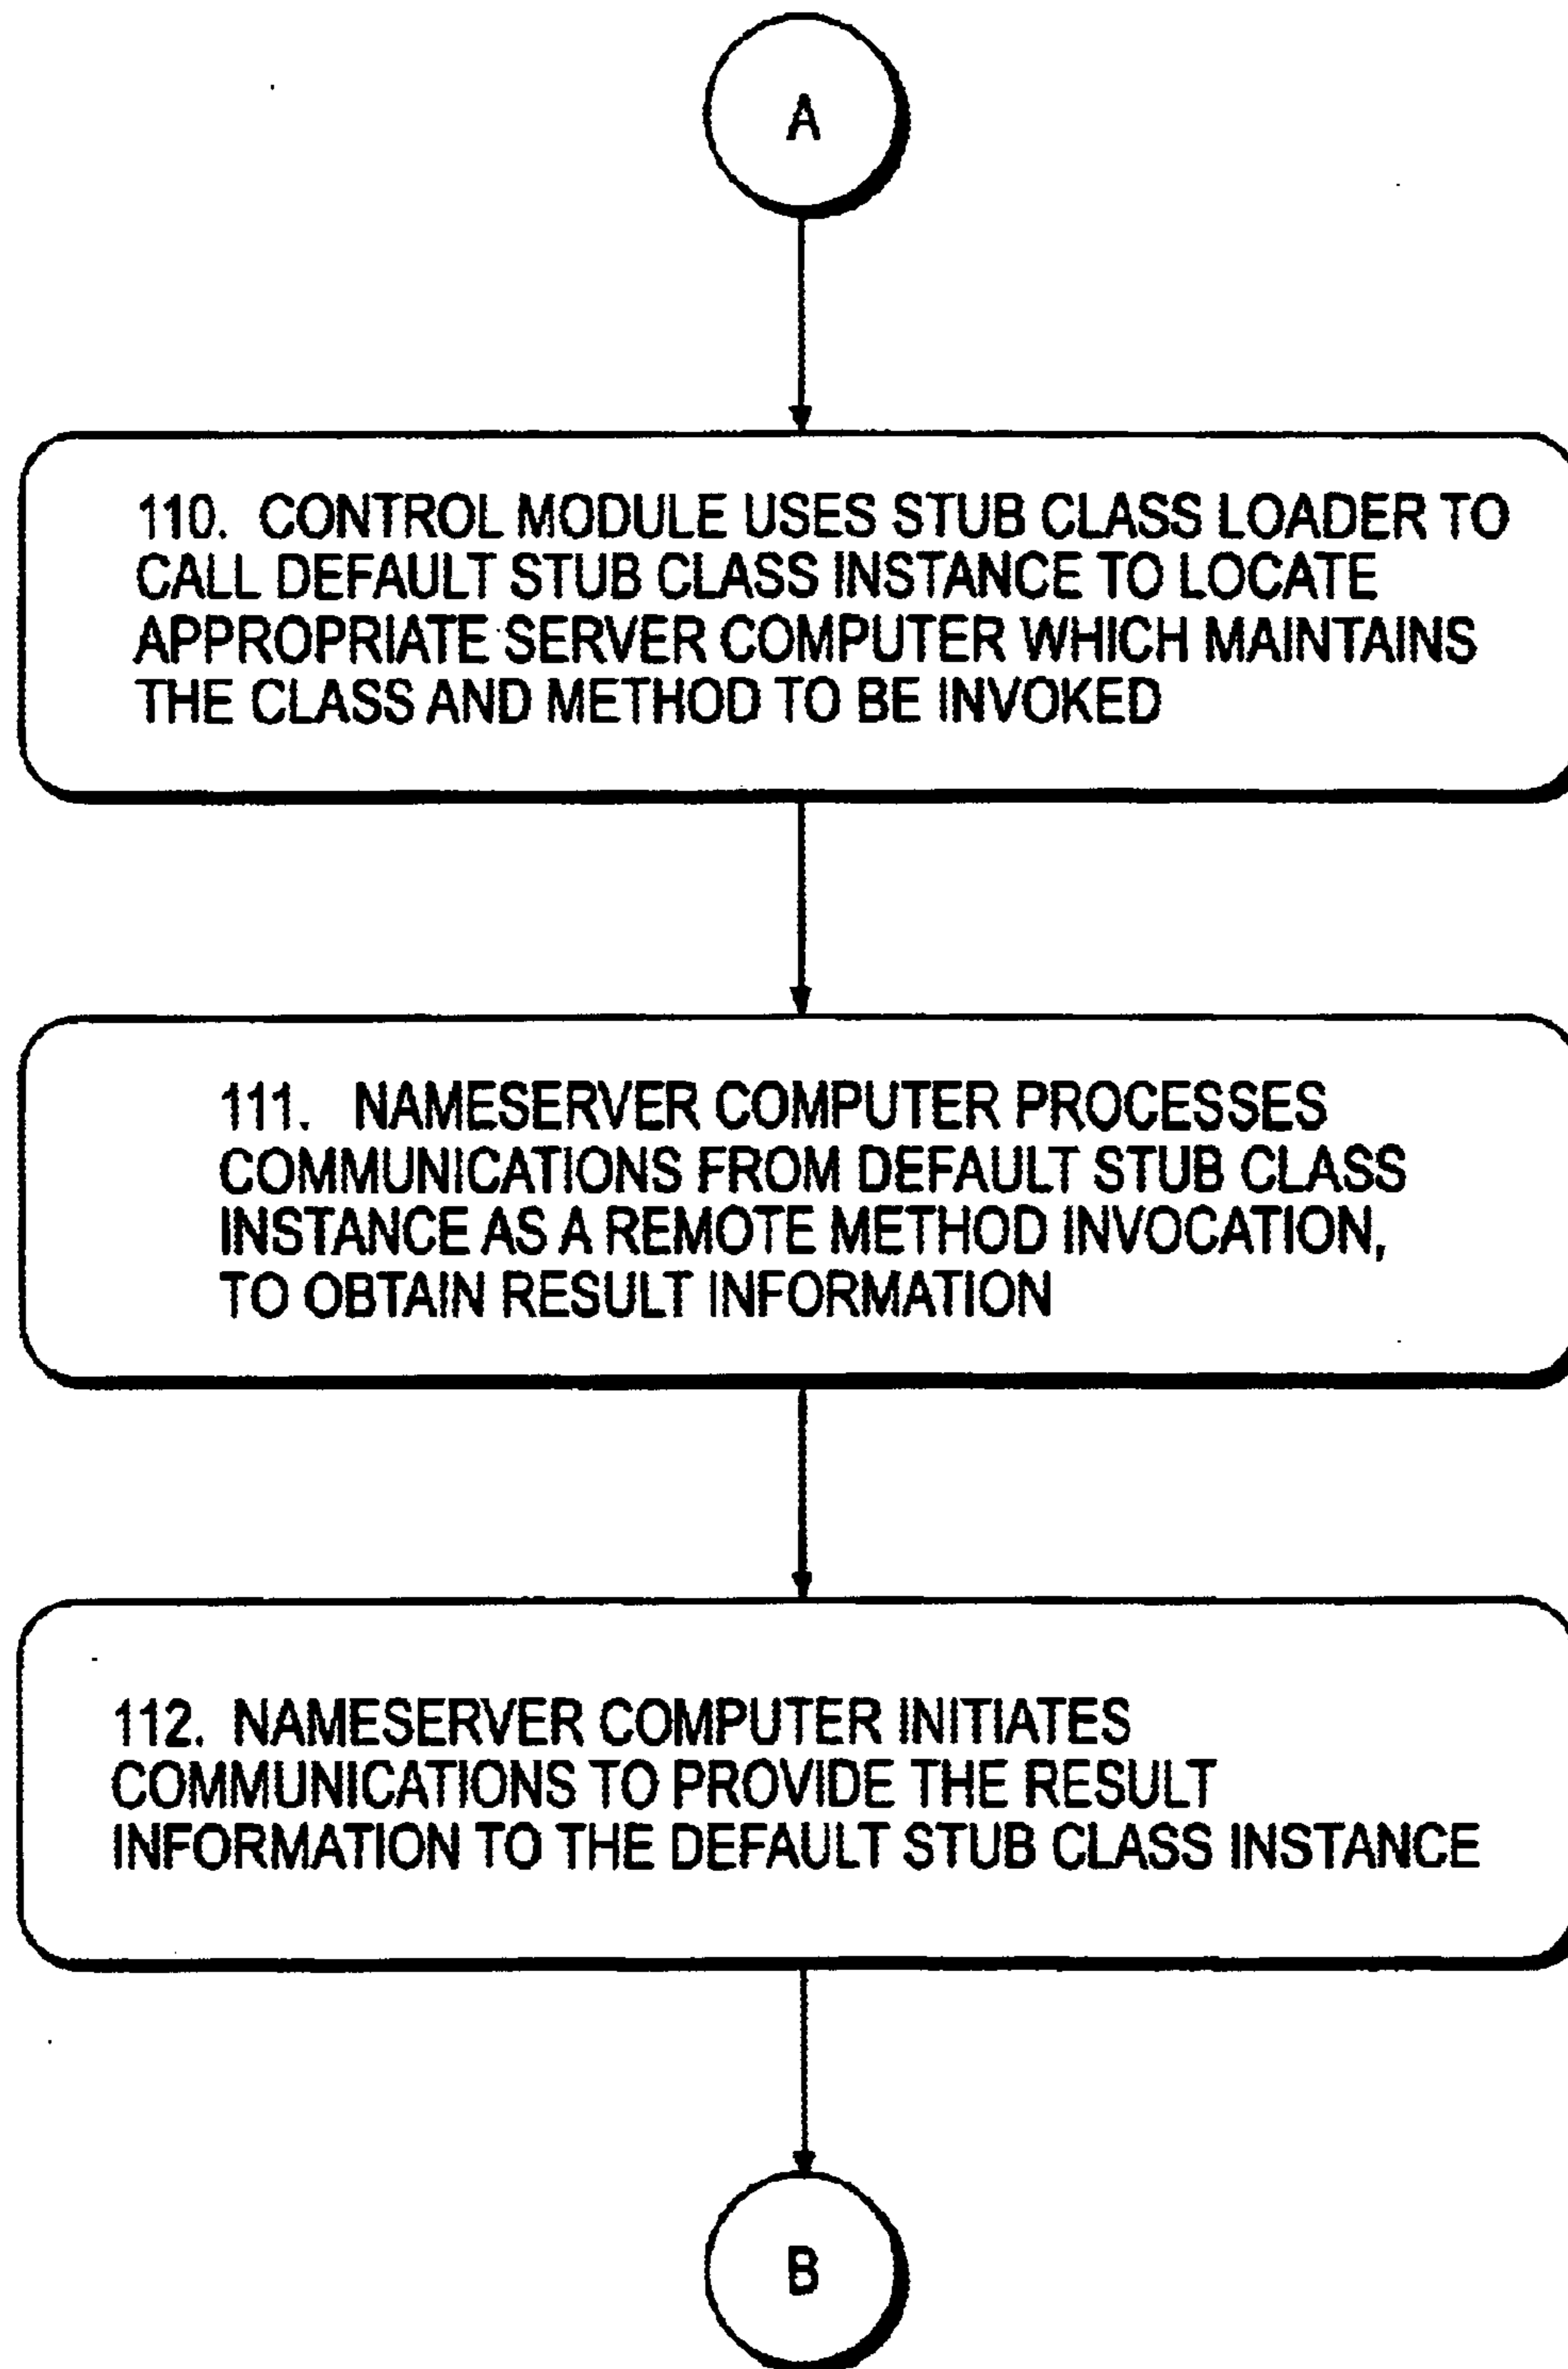 A
110. CONTROL MODULE USES STUB CLASS LOADER TO
CALL DEFAULT STUB CLASS INSTANCE TO LOCATE
APPROPRIATE SERVER COMPUTER WHICH MAINTAINS
THE CLASS AND METHOD TO BE INVOKED
111. NAMESERVER COMPUTER PROCESSES
COMMUNICATIONS FROM DEFAULT STUB CLASS
INSTANCE AS A REMOTE METHOD INVOCATION,
TO OBTAIN RESULT INFORMATION
112. NAMESERVER COMPUTER INITIATES
COMMUNICATIONS TO PROVIDE THE RESULT
INFORMATION TO THE DEFAULT STUB CLASS INSTANCE
B